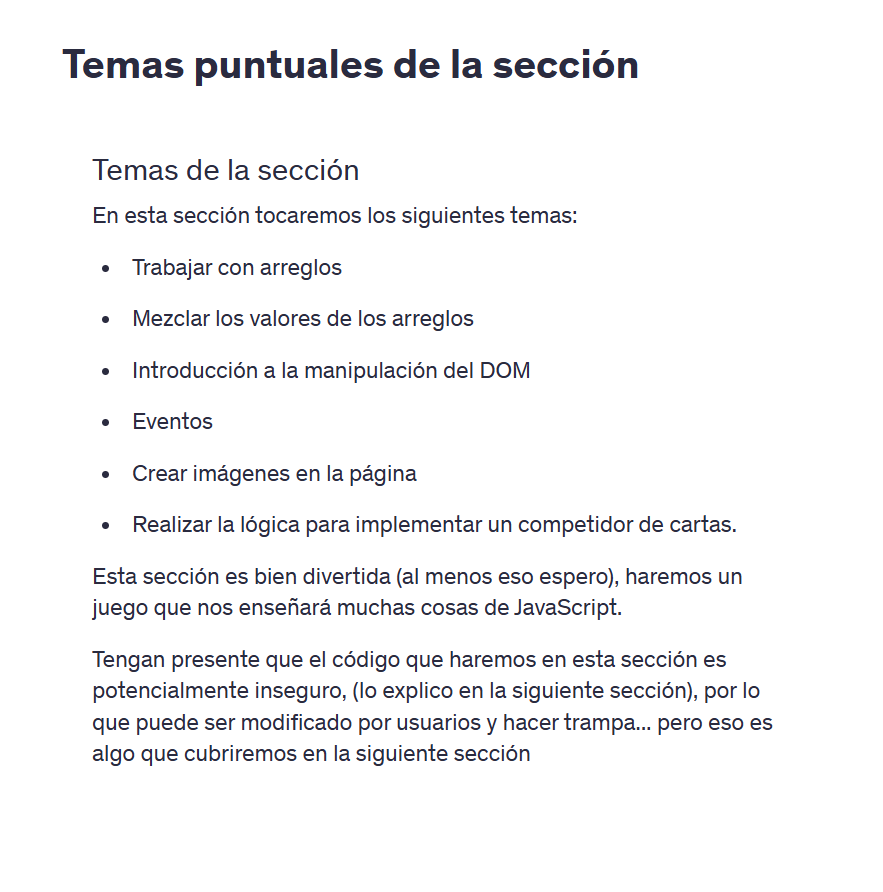 Temas puntuales de la sección
Temas de la sección
En esta sección tocaremos los siguientes temas:
• Trabajar con arreglos
• Mezclar los valores de los arreglos
• Introducción a la manipulación del DOM
• Eventos
• Crear imágenes en la página
• Realizar la lógica para implementar un competidor de cartas.
Esta sección es bien divertida (al menos eso espero), haremos un
juego que nos enseñará muchas cosas de JavaScript.
Tengan presente que el código que haremos en esta sección es
potencialmente inseguro, (lo explico en la siguiente sección), por lo
que puede ser modificado por usuarios y hacer trampa... pero eso es
algo que cubriremos en la siguiente sección